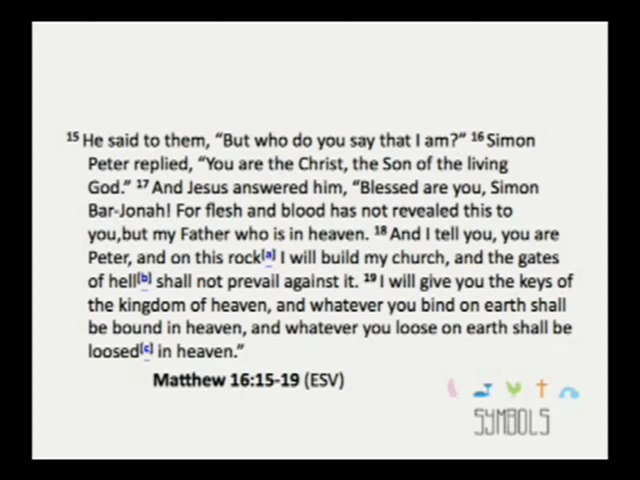 15 He said to them, “But who do you say that I am?” 16 Simon
Peter replied, “You are the Christ, the Son of the living
God.” 17 And Jesus answered him, “Blessed are you, Simon
Bar-Jonah! For flesh and blood has not revealed this to
you,but my Father who is in heaven. 18 And I tell you, you are
Peter, and on this rock[a] I will build my church, and the gates
of hell[b] shall not prevail against it. 19 I will give you the keys of
the kingdom of heaven, and whatever you bind on earth shall
be bound in heaven, and whatever you loose on earth shall be
loosed[c] in heaven.”
Matthew 16:15-19 (ESV)
SYMBOLS